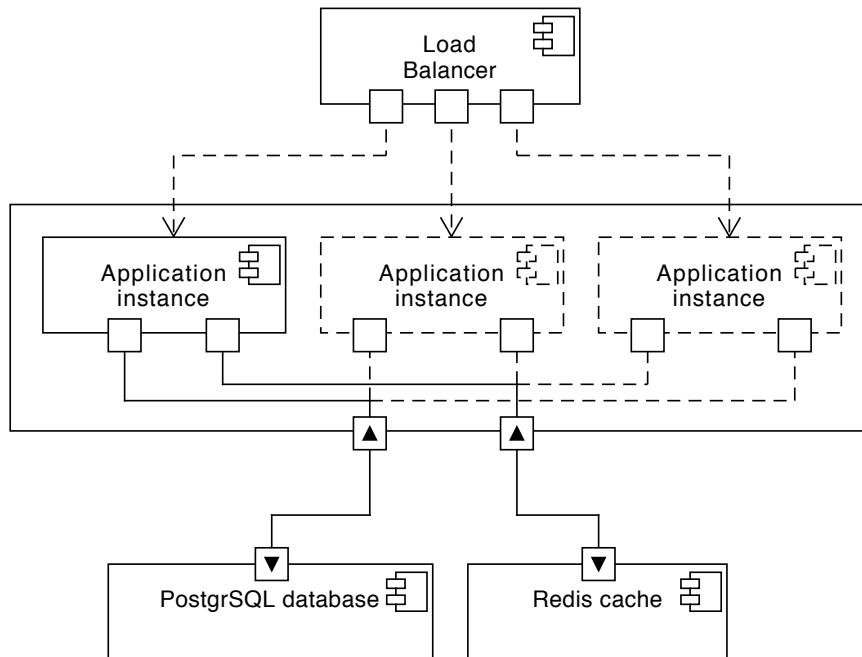 Load
Balancer
Application
instance
Application
instance
Application
instance
PostgrSQL database
Redis cache